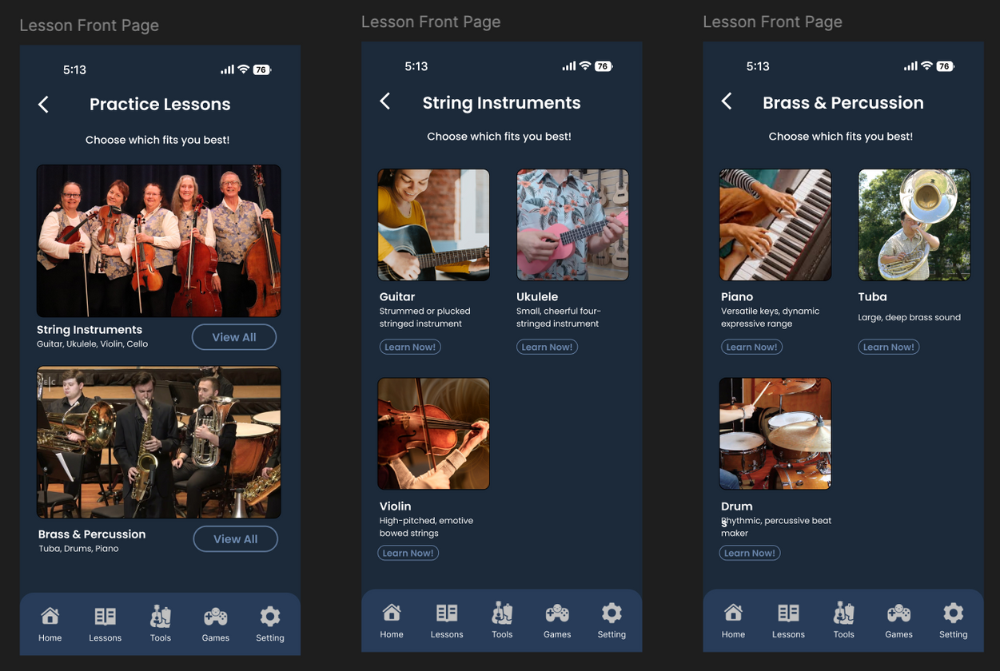 Lesson Front Page
5:13
76
Practice Lessons
Choose which fits you best!
String Instruments
Guitar, Ukulele, Violin, Cello
View All
Brass & Percussion
Tuba, Drums, Piano
View All
Home
Lessons
Tools
Games
Setting
Lesson Front Page
5:13
76
String Instruments
Choose which fits you best!
Guitar
Strummed or plucked
stringed instrument
Learn Now!
Ukulele
Small, cheerful four-
stringed instrument
Learn Now!
Violin
High-pitched, emotive
bowed strings
Learn Now!
Home
Lessons
Tools
Games
Setting
Lesson Front Page
5:13
76
Brass & Percussion
Choose which fits you best!
Piano
Versatile keys, dynamic
expressive range
Learn Now!
Tuba
Large, deep brass sound
Learn Now!
Drum
s
Rhythmic, percussive beat
maker
Learn Now!
Home
Lessons
Tools
Games
Setting